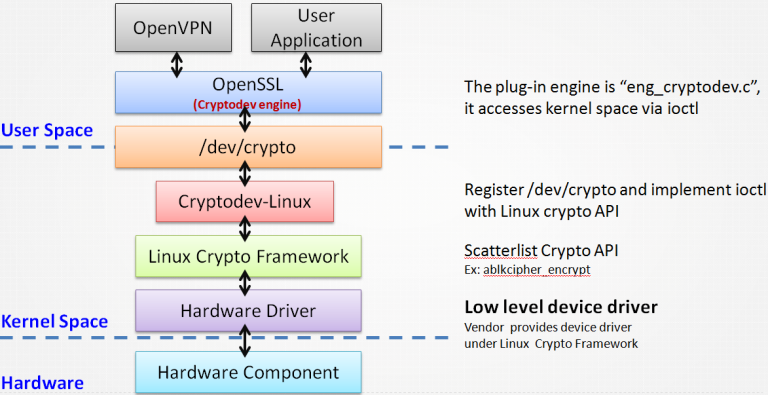 OpenVPN
User
Application
OpenSSL
(Cryptodev engine)
The plug-in engine is “eng_cryptodev.c”,
it accesses kernel space via ioctl
User Space
/dev/crypto
Cryptodev-Linux
Register /dev/crypto and implement ioctl
with Linux crypto API
Linux Crypto Framework
Scatterlist Crypto API
Ex: ablkcipher_encrypt
Hardware Driver
Low level device driver
Vendor provides device driver
under Linux Crypto Framework
Kernel Space
Hardware Component
Hardware